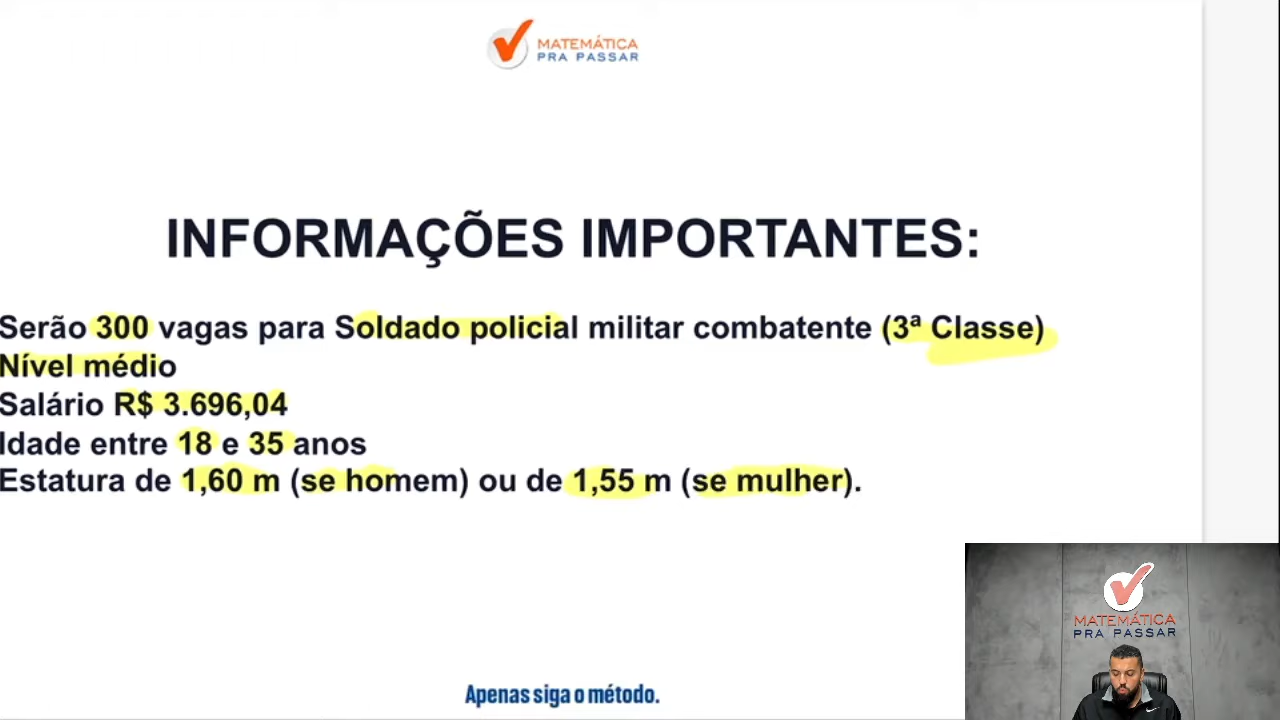 MATEMÁTICA
PRA PASSAR
INFORMAÇÕES IMPORTANTES:
Serão 300 vagas para Soldado policial militar combatente (3ª Classe)
Nível médio
Salário R$ 3.696,04
Idade entre 18 e 35 anos
Estatura de 1,60 m (se homem) ou de 1,55 m (se mulher).
MATEMÁTICA
PRA PASSAR
Apenas siga o método.